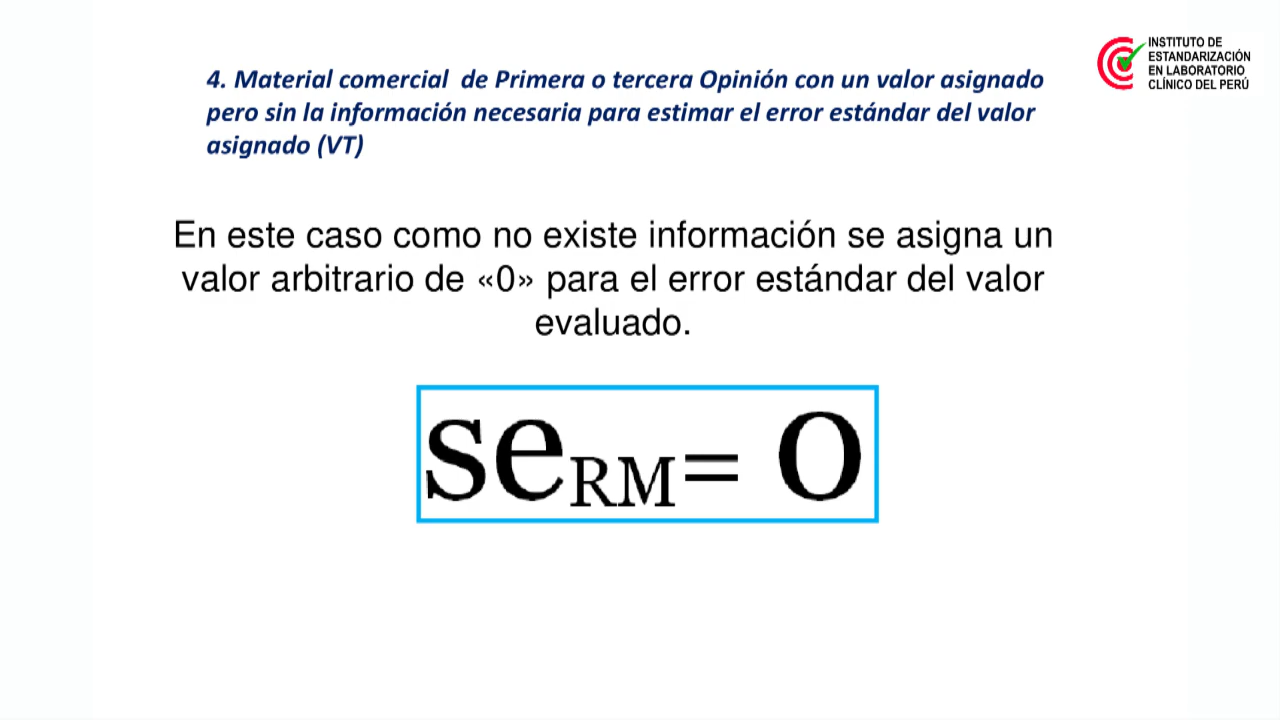 INSTITUTO DE
ESTANDARIZACIÓN
EN LABORATORIO
CLÍNICO DEL PERÚ
4. Material comercial de Primera o tercera Opinión con un valor asignado
pero sin la información necesaria para estimar el error estándar del valor
asignado (VT)
En este caso como no existe información se asigna un
valor arbitrario de «0» para el error estándar del valor
evaluado.
seRM= 0